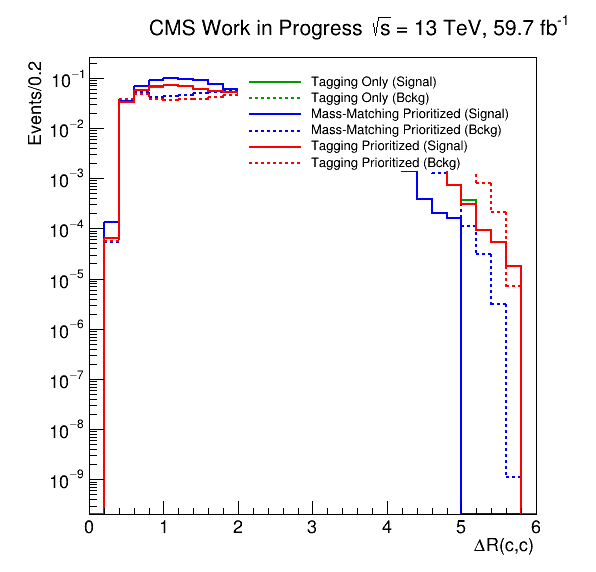 CMS Work in Progress √s = 13 TeV, 59.7 fb⁻¹
Events/0.2
Tagging Only (Signal)
Tagging Only (Bckg)
Mass-Matching Prioritized (Signal)
Mass-Matching Prioritized (Bckg)
Tagging Prioritized (Signal)
Tagging Prioritized (Bckg)
10⁻¹
10⁻²
10⁻³
10⁻⁴
10⁻⁵
10⁻⁶
10⁻⁷
10⁻⁸
10⁻⁹
0 1 2 3 4 5 6
ΔR(c,c)